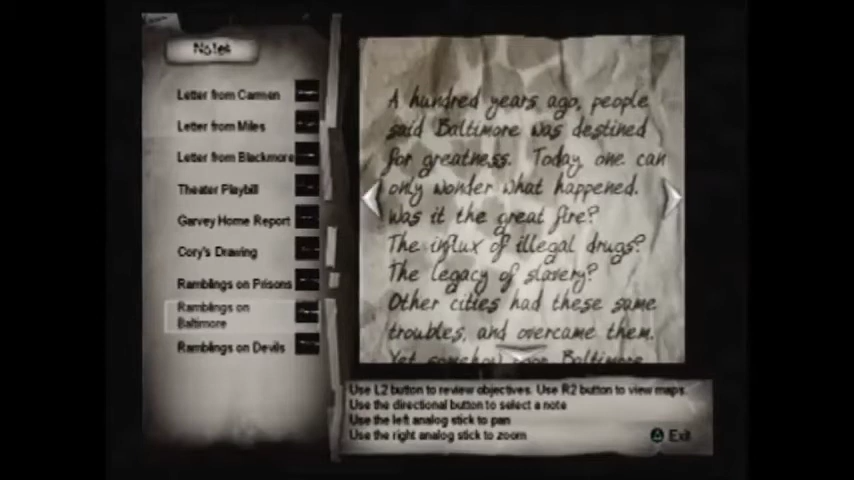 Notes
Letter from Carmen
Letter from Miles
Letter from Blackmore
Theater Playbill
Garvey Home Report
Cory's Drawing
Ramblings on Prisons
Ramblings on
Baltimore
Ramblings on Devils
A hundred years ago, people
said Baltimore was destined
for greatness. Today, one can
only wonder what happened.
Was it the great fire?
The influx of illegal drugs?
The legacy of slavery?
Other cities had these same
troubles, and overcame them.
Yet somehow poor Baltimore
Use L2 button to review objectives. Use R2 button to view maps.
Use the directional button to select a note
Use the left analog stick to pan
Use the right analog stick to zoom
Exit